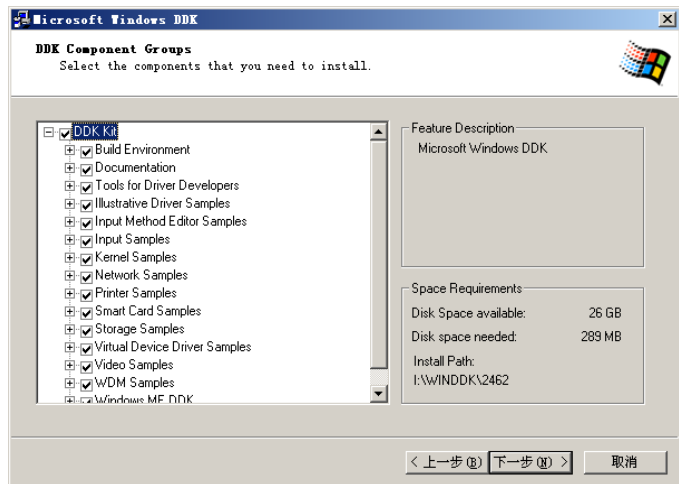 Microsoft Windows DDK
DDK Component Groups
Select the components that you need to install.
DDK Kit
Build Environment
Documentation
Tools for Driver Developers
Illustrative Driver Samples
Input Method Editor Samples
Input Samples
Kernel Samples
Network Samples
Printer Samples
Smart Card Samples
Storage Samples
Virtual Device Driver Samples
Video Samples
WDM Samples
Windows ME DDK
Feature Description
Microsoft Windows DDK
Space Requirements
Disk Space available: 26 GB
Disk space needed: 289 MB
Install Path:
I:\WINDDK\2462
< 上一步(B) 下一步(N) > 取消